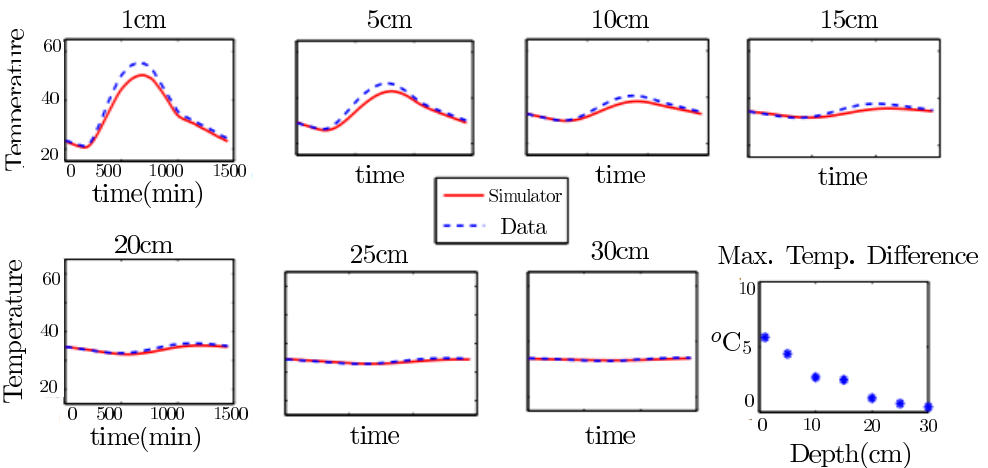 1cm 5cm 10cm 15cm
Temperature
60
40
20
0 500 1000 1500
time(min)
time
time
time
Simulator
Data
20cm 25cm 30cm Max. Temp. Difference
Temperature
60
40
20
0 500 1000 1500
time(min)
time
time
°C
10
5
0
0 10 20 30
Depth(cm)